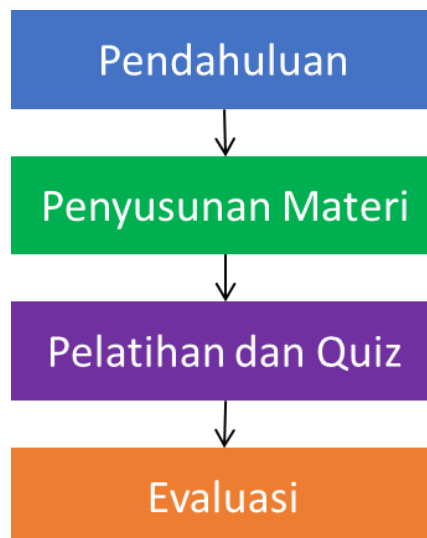 Pendahuluan
Penyusunan Materi
Pelatihan dan Quiz
Evaluasi